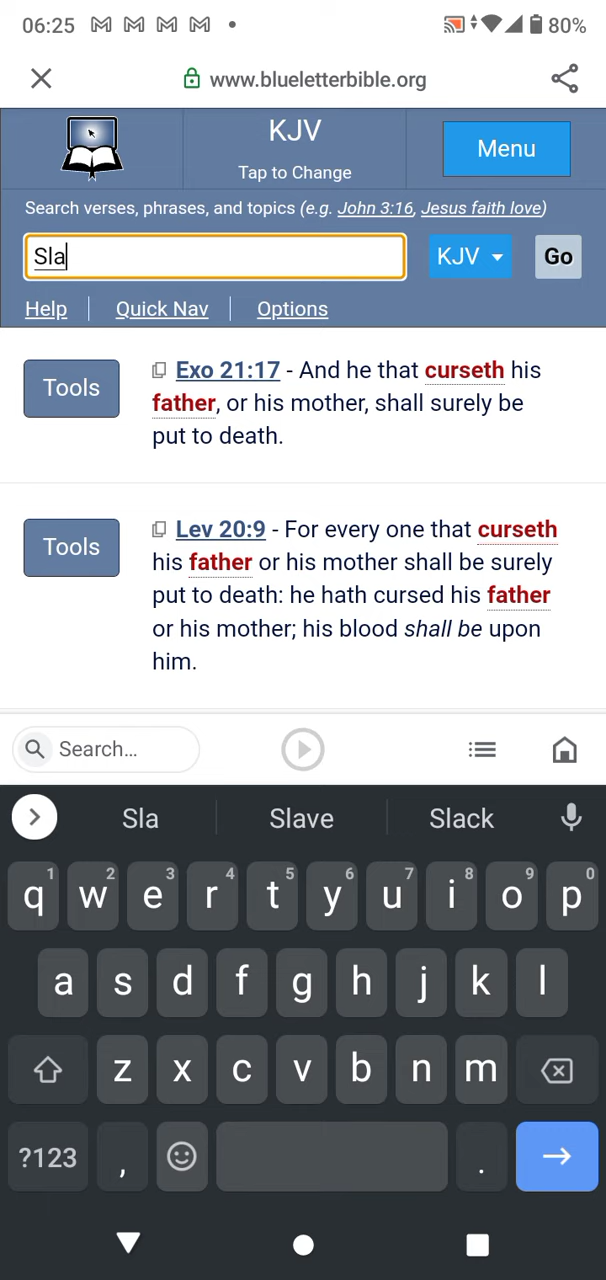 06:25 80%
www.blueletterbible.org
KJV
Tap to Change
Menu
Search verses, phrases, and topics (e.g. John 3:16, Jesus faith love)
Sla KJV Go
Help Quick Nav Options
Tools
Exo 21:17 - And he that curseth his
father, or his mother, shall surely be
put to death.
Tools
Lev 20:9 - For every one that curseth
his father or his mother shall be surely
put to death: he hath cursed his father
or his mother; his blood shall be upon
him.
Search...
Sla Slave Slack
1 2 3 4 5 6 7 8 9 0
q w e r t y u i o p
a s d f g h j k l
z x c v b n m
?123 , .